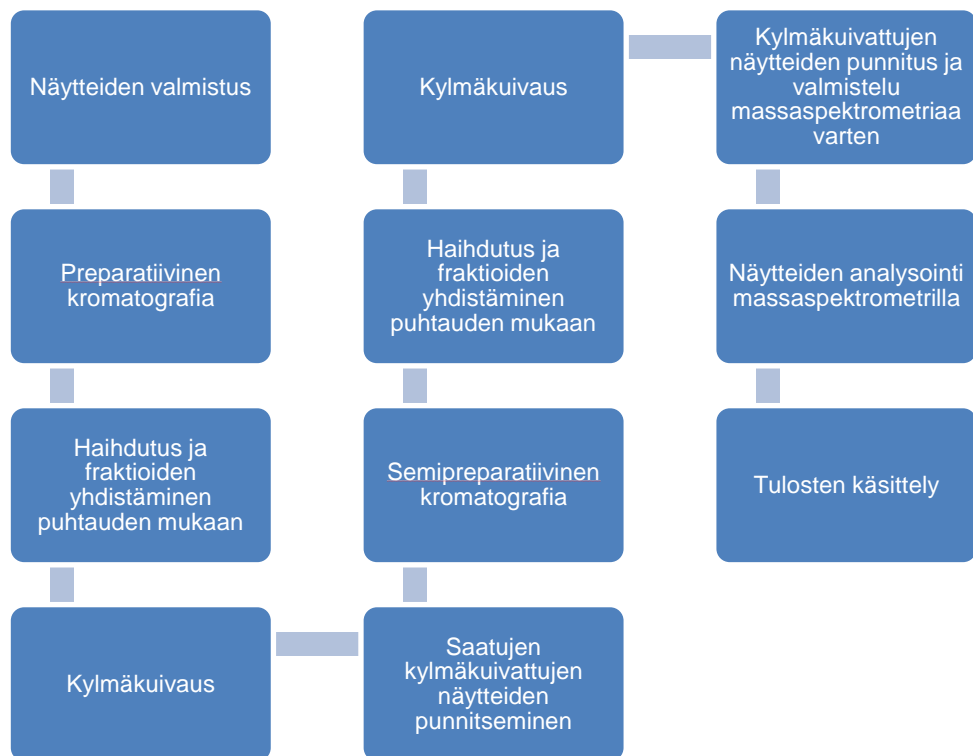 Näytteiden valmistus
Preparatiivinen
kromatografia
Haihdutus ja
fraktioiden
yhdistäminen
puhtauden mukaan
Kylmäkuivaus
Saatujen
kylmäkuivattujen
näytteiden
punnitseminen
Semipreparatiivinen
kromatografia
Haihdutus ja
fraktioiden
yhdistäminen
puhtauden mukaan
Kylmäkuivaus
Kylmäkuivattujen
näytteiden punnitus ja
valmistelu
massaspektrometriaa
varten
Näytteiden analysointi
massaspektrometrilla
Tulosten käsittely